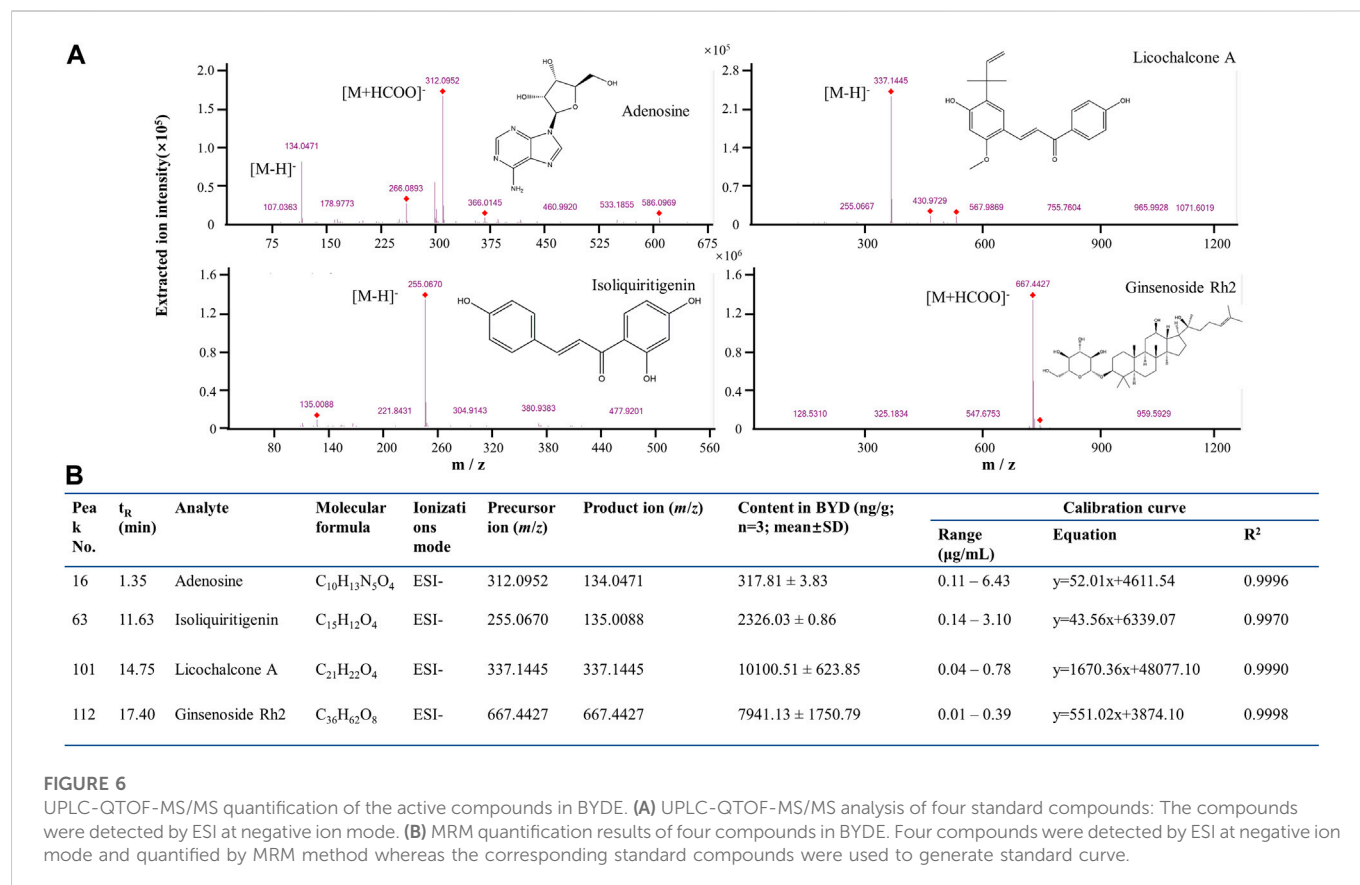 A
Extracted ion intensity(×10⁵)
2.0
1.5
1.0
0.5
0
[M+HCOO]-
312.0952
Adenosine
134.0471
[M-H]-
266.0893
107.0363
178.9773
366.0145
460.9920
533.1855
586.0969
75
150
225
300
375
450
525
600
675
HO
OH
HO
O
N
N
N
N
N
NH₂
×10⁵
2.8
2.1
1.4
0.7
0
[M-H]-
337.1445
Licochalcone A
255.0667
430.9729
567.9869
755.7604
965.9928
1071.6019
300
600
900
1200
HO
OH
O
O
1.6
1.2
0.8
0.4
0
[M-H]-
255.0670
Isoliquiritigenin
135.0088
221.8431
304.9143
380.9383
477.9201
80
140
200
260
320
380
440
500
560
m / z
HO
OH
O
OH
×10⁶
1.6
1.2
0.8
0.4
0
[M+HCOO]-
667.4427
Ginsenoside Rh2
128.5310
325.1834
547.6753
959.5929
300
600
900
1200
m / z
B
Pea
k
No.
tR
(min)
Analyte
Molecular
formula
Ionizati
ons
mode
Precursor
ion (m/z)
Product ion (m/z)
Content in BYD (ng/g;
n=3; mean±SD)
Calibration curve
Range
(µg/mL)
Equation
R²
16 1.35 Adenosine C₁₀H₁₃N₅O₄ ESI- 312.0952 134.0471 317.81 ± 3.83 0.11 – 6.43 y=52.01x+4611.54 0.9996
63 11.63 Isoliquiritigenin C₁₅H₁₂O₄ ESI- 255.0670 135.0088 2326.03 ± 0.86 0.14 – 3.10 y=43.56x+6339.07 0.9970
101 14.75 Licochalcone A C₂₁H₂₂O₄ ESI- 337.1445 337.1445 10100.51 ± 623.85 0.04 – 0.78 y=1670.36x+48077.10 0.9990
112 17.40 Ginsenoside Rh2 C₃₆H₆₂O₈ ESI- 667.4427 667.4427 7941.13 ± 1750.79 0.01 – 0.39 y=551.02x+3874.10 0.9998
FIGURE 6
UPLC-QTOF-MS/MS quantification of the active compounds in BYDE. (A) UPLC-QTOF-MS/MS analysis of four standard compounds: The compounds
were detected by ESI at negative ion mode. (B) MRM quantification results of four compounds in BYDE. Four compounds were detected by ESI at negative ion
mode and quantified by MRM method whereas the corresponding standard compounds were used to generate standard curve.